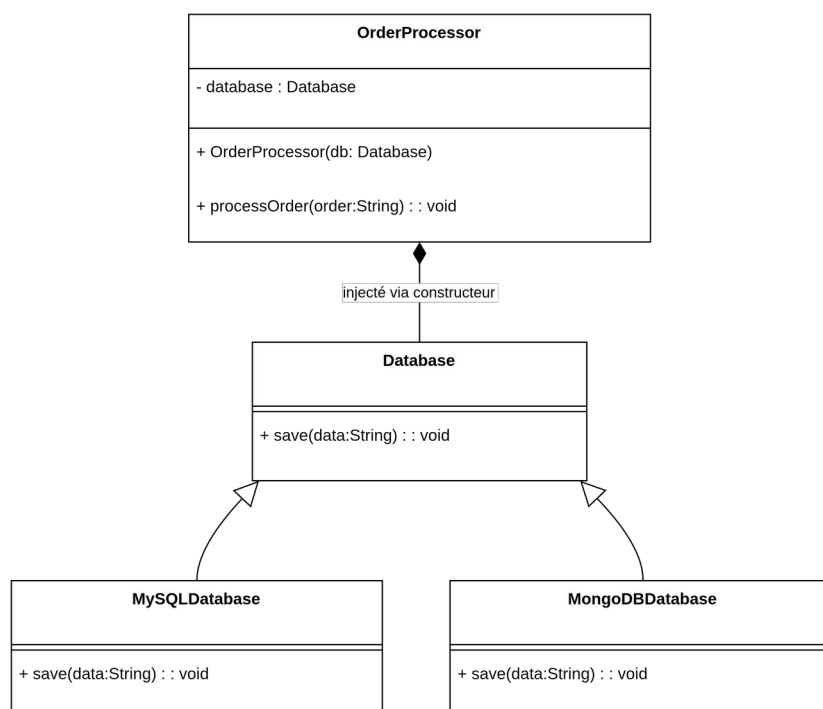 OrderProcessor
- database : Database
+ OrderProcessor(db: Database)
+ processOrder(order:String) : : void
injecté via constructeur
Database
+ save(data:String) : : void
MySQLDatabase
+ save(data:String) : : void
MongoDBDatabase
+ save(data:String) : : void